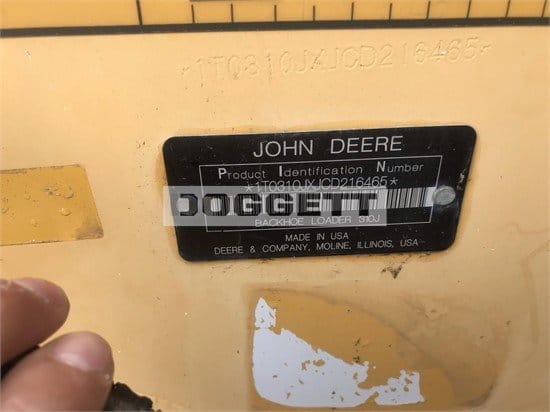 *1T0310JXJCD216465*
JOHN DEERE
Product Identification Number
*1T0310JXJCD216465*
DOGGETT
BACKHOE LOADER 310J
MADE IN USA
DEERE & COMPANY, MOLINE, ILLINOIS, USA